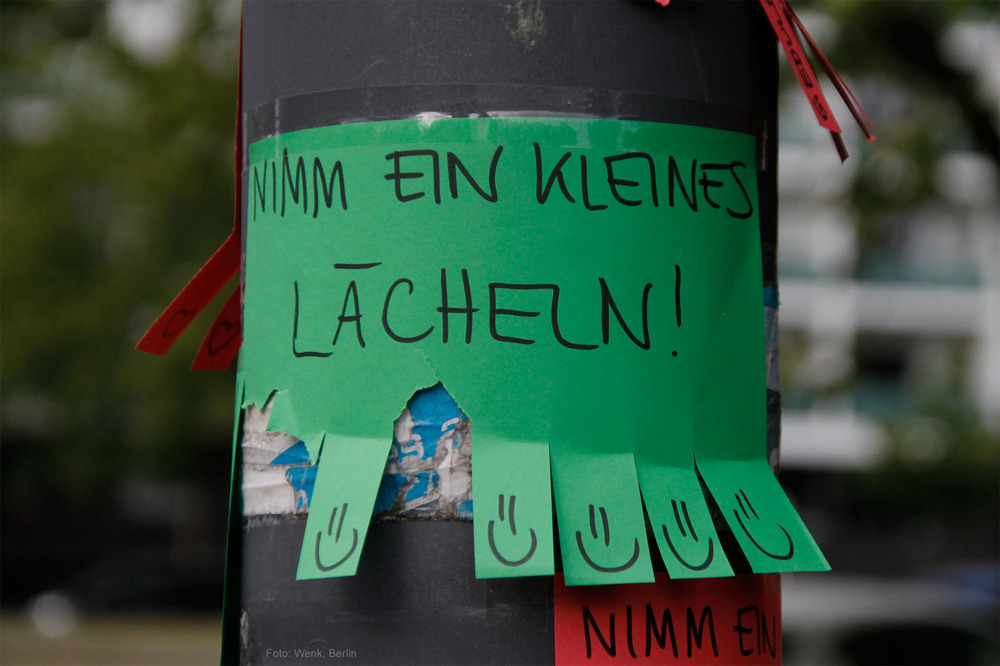 NIMM EIN KLEINES
LÄCHELN!
NIMM EIN
Foto: Wenk, Berlin